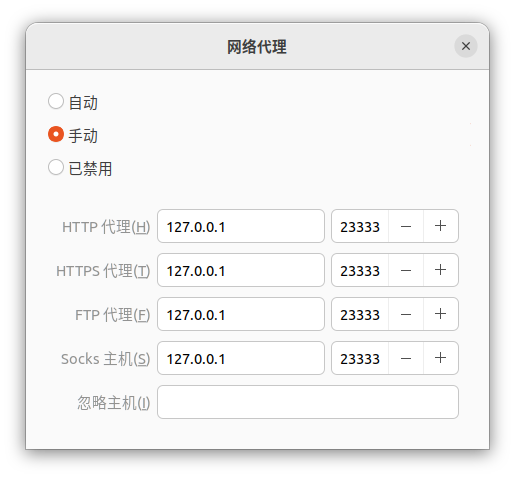 网络代理
自动
手动
已禁用
HTTP 代理(H) 127.0.0.1 23333 − +
HTTPS 代理(T) 127.0.0.1 23333 − +
FTP 代理(F) 127.0.0.1 23333 − +
Socks 主机(S) 127.0.0.1 23333 − +
忽略主机(I)